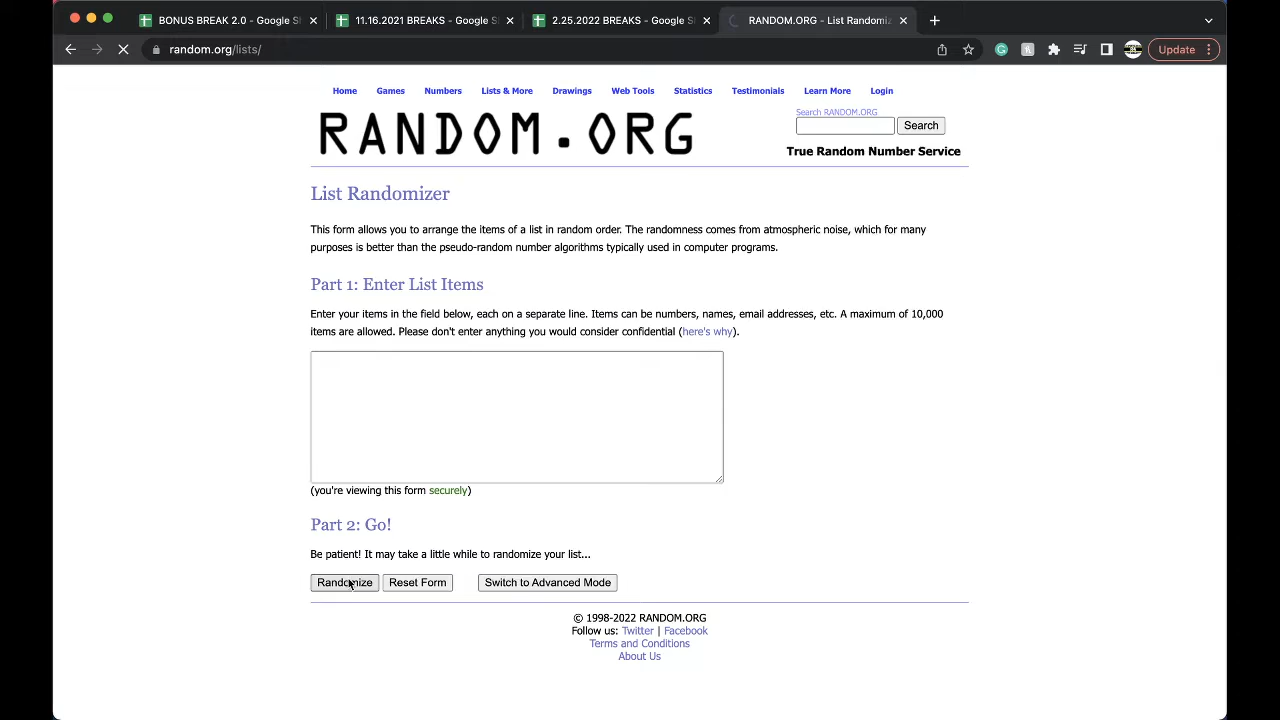 BONUS BREAK 2.0 - Google Sh
11.16.2021 BREAKS - Google S
2.25.2022 BREAKS - Google S
RANDOM.ORG - List Randomiz
random.org/lists/
Update
Home Games Numbers Lists & More Drawings Web Tools Statistics Testimonials Learn More Login
RANDOM.ORG
Search RANDOM.ORG
Search
True Random Number Service
List Randomizer
This form allows you to arrange the items of a list in random order. The randomness comes from atmospheric noise, which for many
purposes is better than the pseudo-random number algorithms typically used in computer programs.
Part 1: Enter List Items
Enter your items in the field below, each on a separate line. Items can be numbers, names, email addresses, etc. A maximum of 10,000
items are allowed. Please don't enter anything you would consider confidential (here's why).
(you're viewing this form securely)
Part 2: Go!
Be patient! It may take a little while to randomize your list...
Randomize Reset Form Switch to Advanced Mode
© 1998-2022 RANDOM.ORG
Follow us: Twitter | Facebook
Terms and Conditions
About Us